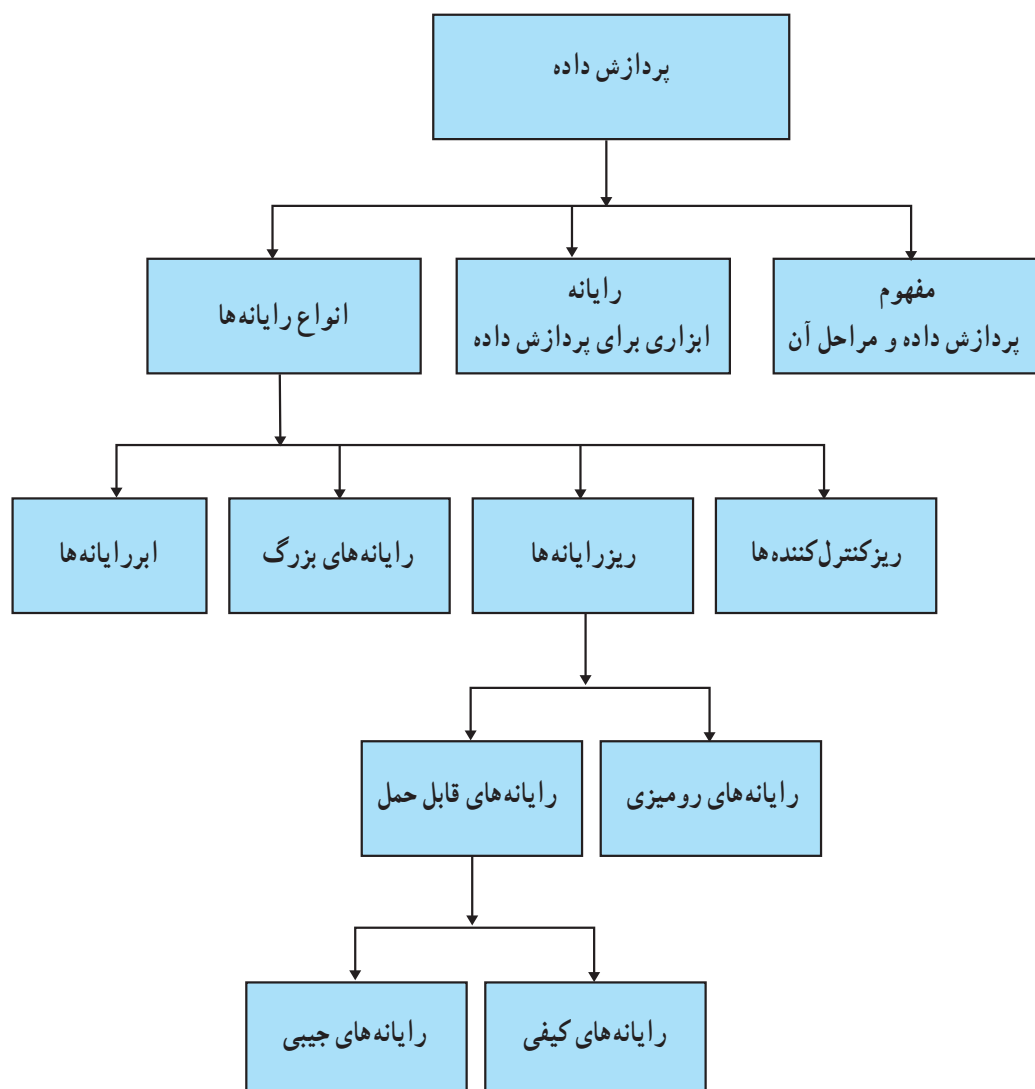 پردازش داده
مفهوم
پردازش داده و مراحل آن
رایانه
ابزاری برای پردازش داده
انواع رایانه‌ها
ریزکنترل‌کننده‌ها
ریزرایانه‌ها
رایانه‌های بزرگ
ابررایانه‌ها
رایانه‌های رومیزی
رایانه‌های قابل حمل
رایانه‌های کیفی
رایانه‌های جیبی